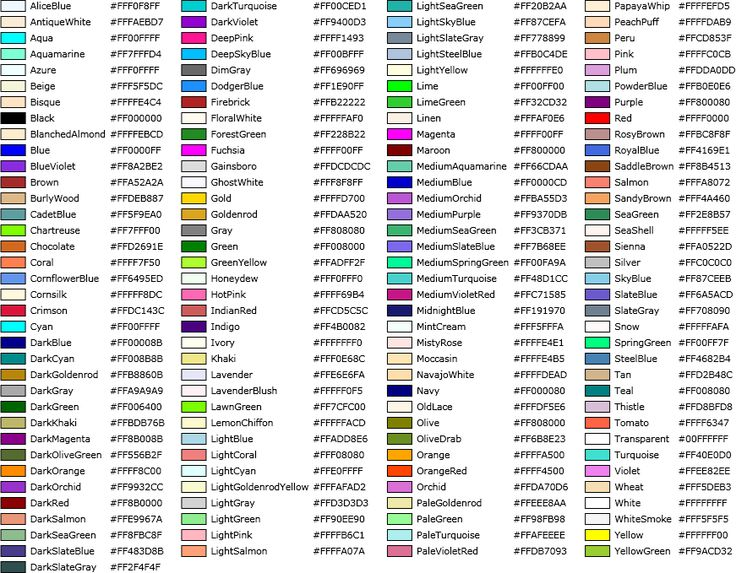 AliceBlue #FFF0F8FF
AntiqueWhite #FFFAEBD7
Aqua #FF00FFFF
Aquamarine #FF7FFFD4
Azure #FFF0FFFF
Beige #FFF5F5DC
Bisque #FFFFE4C4
Black #FF000000
BlanchedAlmond #FFFFEBCD
Blue #FF0000FF
BlueViolet #FF8A2BE2
Brown #FFA52A2A
BurlyWood #FFDEB887
CadetBlue #FF5F9EA0
Chartreuse #FF7FFF00
Chocolate #FFD2691E
Coral #FFFF7F50
CornflowerBlue #FF6495ED
Cornsilk #FFFFF8DC
Crimson #FFDC143C
Cyan #FF00FFFF
DarkBlue #FF00008B
DarkCyan #FF008B8B
DarkGoldenrod #FFB8860B
DarkGray #FFA9A9A9
DarkGreen #FF006400
DarkKhaki #FFBDB76B
DarkMagenta #FF8B008B
DarkOliveGreen #FF556B2F
DarkOrange #FFFF8C00
DarkOrchid #FF9932CC
DarkRed #FF8B0000
DarkSalmon #FFE9967A
DarkSeaGreen #FF8FBC8F
DarkSlateBlue #FF483D8B
DarkSlateGray #FF2F4F4F
DarkTurquoise #FF00CED1
DarkViolet #FF9400D3
DeepPink #FFFF1493
DeepSkyBlue #FF00BFFF
DimGray #FF696969
DodgerBlue #FF1E90FF
Firebrick #FFB22222
FloralWhite #FFFFFAF0
ForestGreen #FF228B22
Fuchsia #FFFF00FF
Gainsboro #FFDCDCDC
GhostWhite #FFF8F8FF
Gold #FFFFD700
Goldenrod #FFDAA520
Gray #FF808080
Green #FF008000
GreenYellow #FFADFF2F
Honeydew #FFF0FFF0
HotPink #FFFF69B4
IndianRed #FFCD5C5C
Indigo #FF4B0082
Ivory #FFFFFFF0
Khaki #FFF0E68C
Lavender #FFE6E6FA
LavenderBlush #FFFFF0F5
LawnGreen #FF7CFC00
LemonChiffon #FFFFFACD
LightBlue #FFADD8E6
LightCoral #FFF08080
LightCyan #FFE0FFFF
LightGoldenrodYellow #FFFAFAD2
LightGray #FFD3D3D3
LightGreen #FF90EE90
LightPink #FFFFB6C1
LightSalmon #FFFFA07A
LightSeaGreen #FF20B2AA
LightSkyBlue #FF87CEFA
LightSlateGray #FF778899
LightSteelBlue #FFB0C4DE
LightYellow #FFFFFFE0
Lime #FF00FF00
LimeGreen #FF32CD32
Linen #FFFAF0E6
Magenta #FFFF00FF
Maroon #FF800000
MediumAquamarine #FF66CDAA
MediumBlue #FF0000CD
MediumOrchid #FFBA55D3
MediumPurple #FF9370DB
MediumSeaGreen #FF3CB371
MediumSlateBlue #FF7B68EE
MediumSpringGreen #FF00FA9A
MediumTurquoise #FF48D1CC
MediumVioletRed #FFC71585
MidnightBlue #FF191970
MintCream #FFF5FFFA
MistyRose #FFFFE4E1
Moccasin #FFFFE4B5
NavajoWhite #FFFFDEAD
Navy #FF000080
OldLace #FFFDF5E6
Olive #FF808000
OliveDrab #FF6B8E23
Orange #FFFFA500
OrangeRed #FFFF4500
Orchid #FFDA70D6
PaleGoldenrod #FFEEE8AA
PaleGreen #FF98FB98
PaleTurquoise #FFAFEEEE
PaleVioletRed #FFDB7093
PapayaWhip #FFFFEFD5
PeachPuff #FFFFDAB9
Peru #FFCD853F
Pink #FFFFC0CB
Plum #FFDDA0DD
PowderBlue #FFB0E0E6
Purple #FF800080
Red #FFFF0000
RosyBrown #FFBC8F8F
RoyalBlue #FF4169E1
SaddleBrown #FF8B4513
Salmon #FFFA8072
SandyBrown #FFF4A460
SeaGreen #FF2E8B57
SeaShell #FFFFF5EE
Sienna #FFA0522D
Silver #FFC0C0C0
SkyBlue #FF87CEEB
SlateBlue #FF6A5ACD
SlateGray #FF708090
Snow #FFFFFAFA
SpringGreen #FF00FF7F
SteelBlue #FF4682B4
Tan #FFD2B48C
Teal #FF008080
Thistle #FFD8BFD8
Tomato #FFFF6347
Transparent #00FFFFFF
Turquoise #FF40E0D0
Violet #FFEE82EE
Wheat #FFF5DEB3
White #FFFFFFFF
WhiteSmoke #FFF5F5F5
Yellow #FFFFFF00
YellowGreen #FF9ACD32